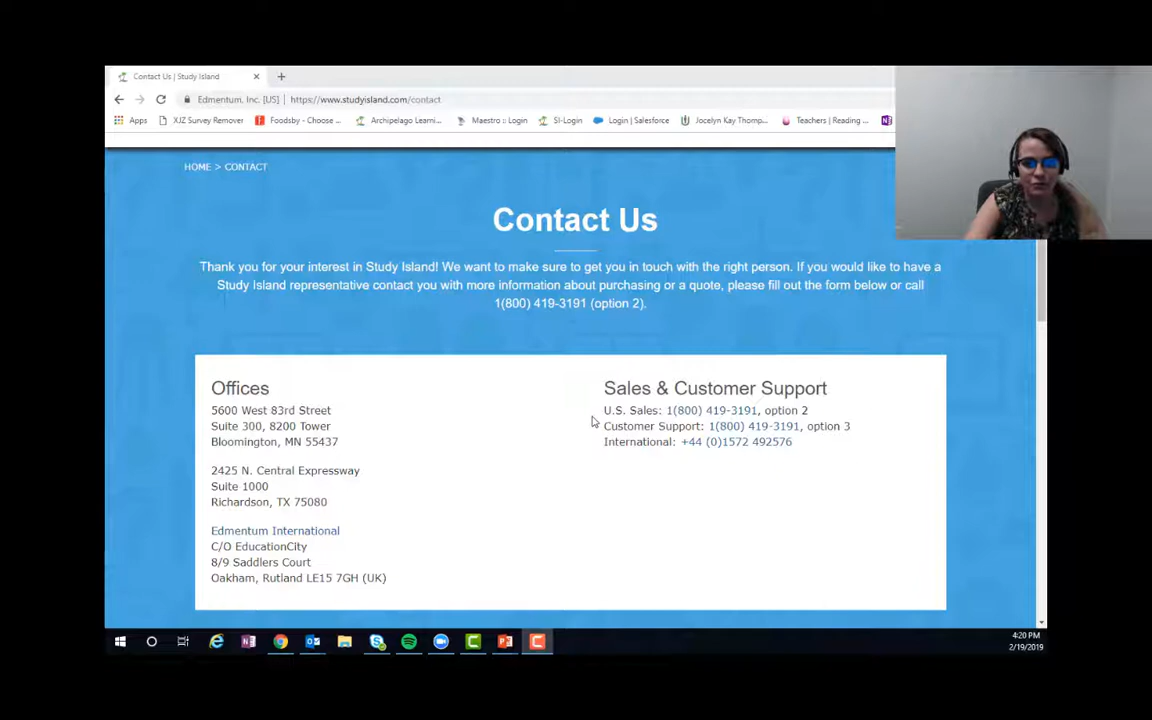 Contact Us | Study Island
Edmentum, Inc. [US] https://www.studyisland.com/contact
Apps XJZ Survey Remover Foodsby - Choose ... Archipelago Learni... Maestro :: Login SI-Login Login | Salesforce Jocelyn Kay Thomp... Teachers | Reading ...
HOME > CONTACT
Contact Us
Thank you for your interest in Study Island! We want to make sure to get you in touch with the right person. If you would like to have a
Study Island representative contact you with more information about purchasing or a quote, please fill out the form below or call
1(800) 419-3191 (option 2).
Offices
5600 West 83rd Street
Suite 300, 8200 Tower
Bloomington, MN 55437
2425 N. Central Expressway
Suite 1000
Richardson, TX 75080
Edmentum International
C/O EducationCity
8/9 Saddlers Court
Oakham, Rutland LE15 7GH (UK)
Sales & Customer Support
U.S. Sales: 1(800) 419-3191, option 2
Customer Support: 1(800) 419-3191, option 3
International: +44 (0)1572 492576
4:20 PM
2/19/2019